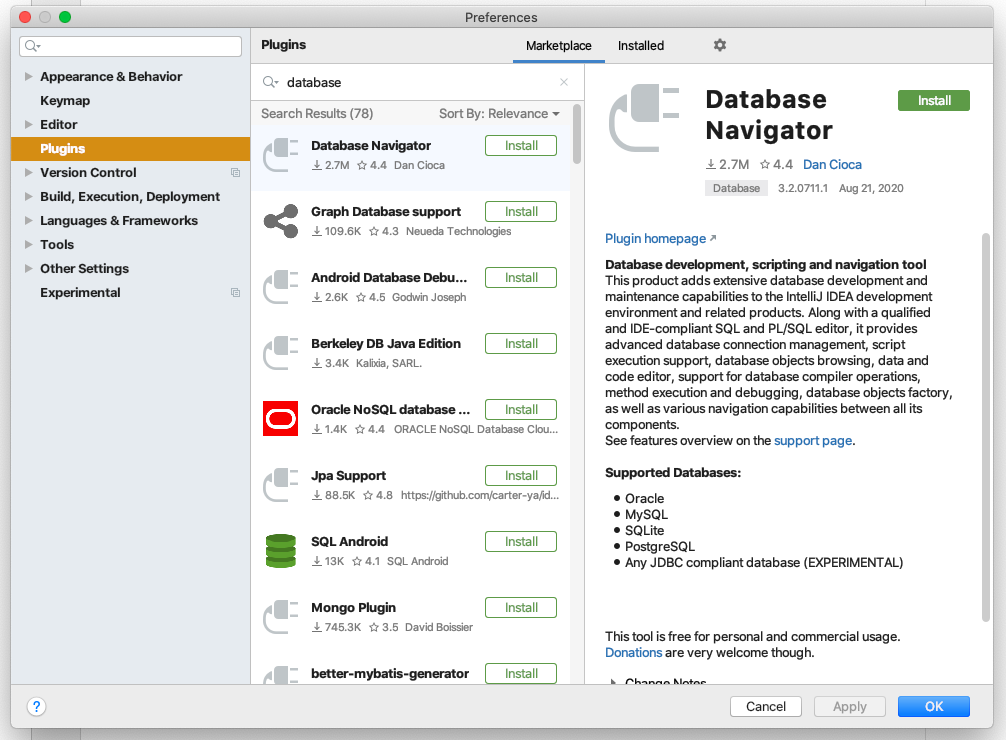 Preferences
Plugins
Marketplace
Installed
Appearance & Behavior
Keymap
Editor
Plugins
Version Control
Build, Execution, Deployment
Languages & Frameworks
Tools
Other Settings
Experimental
database
Search Results (78)
Sort By: Relevance
Database Navigator
Install
2.7M 4.4 Dan Cioca
Graph Database support
Install
109.6K 4.3 Neueda Technologies
Android Database Debu...
Install
2.6K 4.5 Godwin Joseph
Berkeley DB Java Edition
Install
3.4K Kalixia, SARL.
Oracle NoSQL database ...
Install
1.4K 4.4 ORACLE NoSQL Database Clou...
Jpa Support
Install
88.5K 4.8 https://github.com/carter-ya/id...
SQL Android
Install
13K 4.1 SQL Android
Mongo Plugin
Install
745.3K 3.5 David Boissier
better-mybatis-generator
Install
Database
Navigator
Install
2.7M 4.4 Dan Cioca
Database 3.2.0711.1 Aug 21, 2020
Plugin homepage
Database development, scripting and navigation tool
This product adds extensive database development and
maintenance capabilities to the IntelliJ IDEA development
environment and related products. Along with a qualified
and IDE-compliant SQL and PL/SQL editor, it provides
advanced database connection management, script
execution support, database objects browsing, data and
code editor, support for database compiler operations,
method execution and debugging, database objects factory,
as well as various navigation capabilities between all its
components.
See features overview on the support page.
Supported Databases:
Oracle
MySQL
SQLite
PostgreSQL
Any JDBC compliant database (EXPERIMENTAL)
This tool is free for personal and commercial usage.
Donations are very welcome though.
Change Notes
?
Cancel
Apply
OK